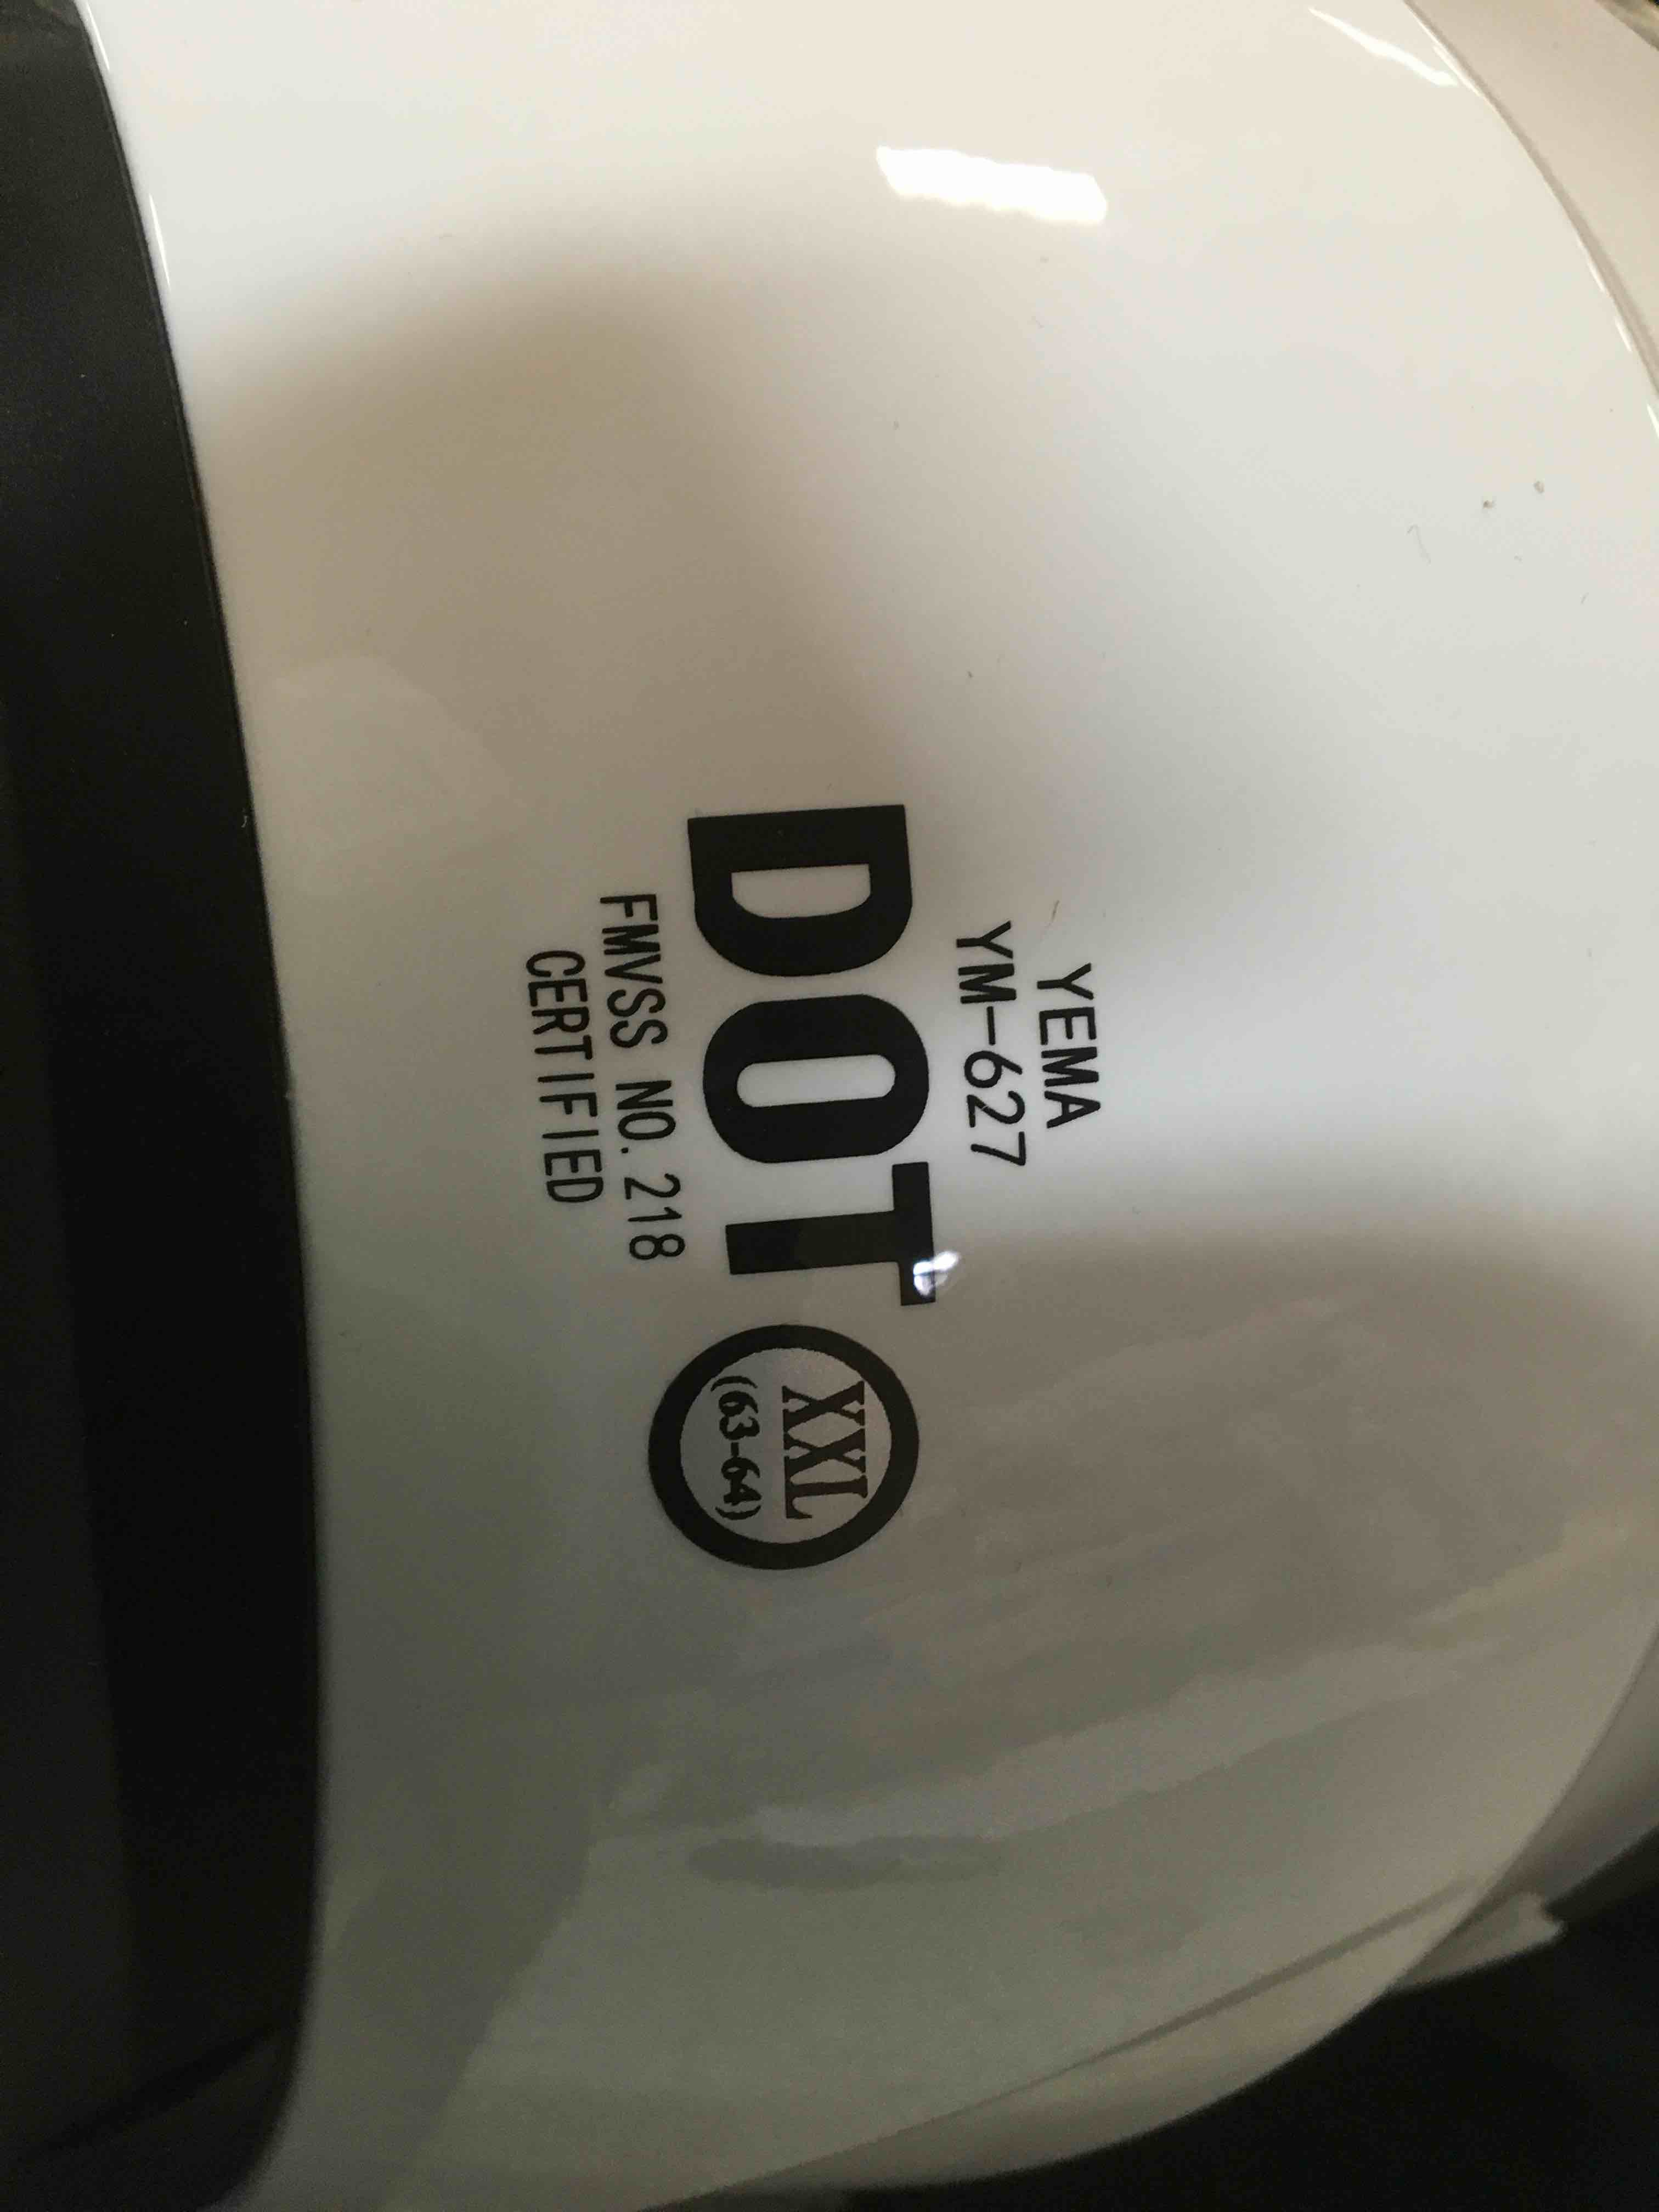 YEMA
YM-627
DOT
FMVSS NO. 218
CERTIFIED
XXL
(63-64)